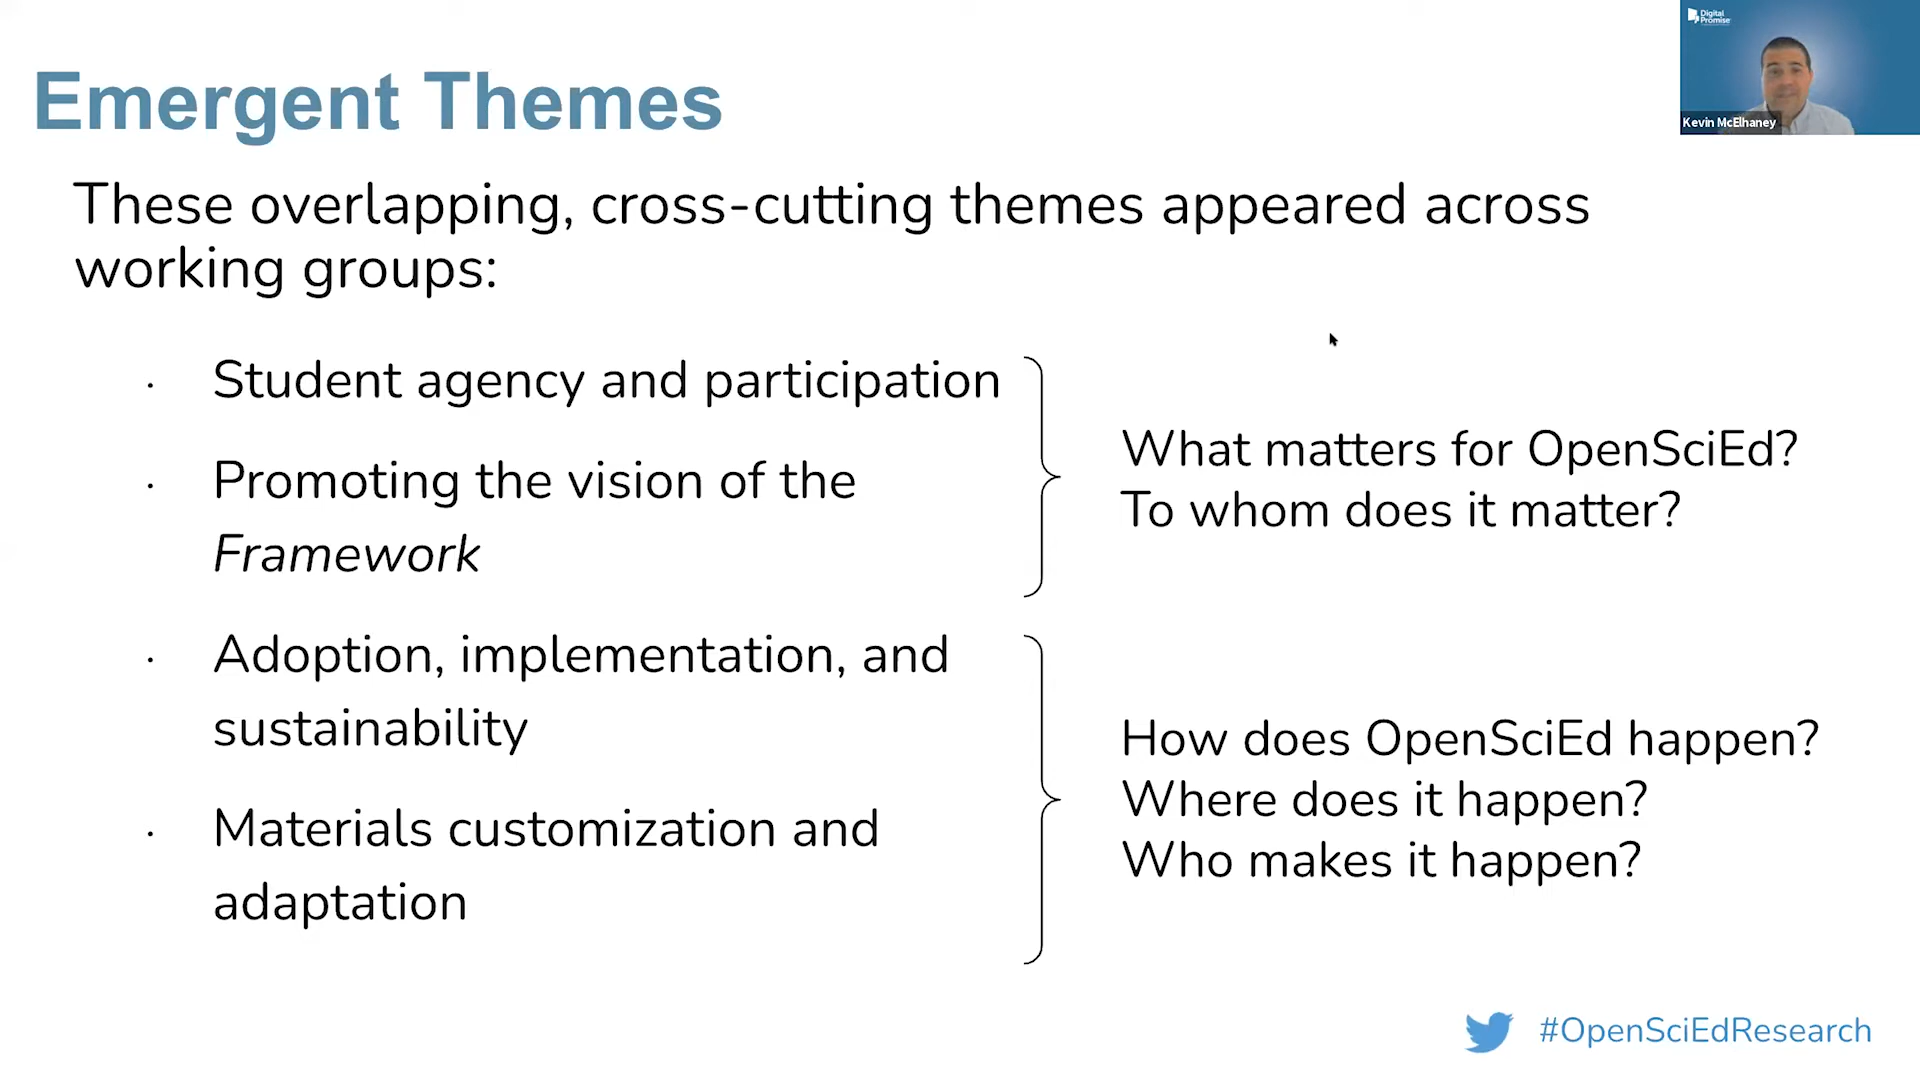 Digital
Promise
Kevin McElhaney
Emergent Themes
These overlapping, cross-cutting themes appeared across
working groups:
· Student agency and participation
· Promoting the vision of the
Framework
· Adoption, implementation, and
sustainability
· Materials customization and
adaptation
What matters for OpenSciEd?
To whom does it matter?
How does OpenSciEd happen?
Where does it happen?
Who makes it happen?
#OpenSciEdResearch